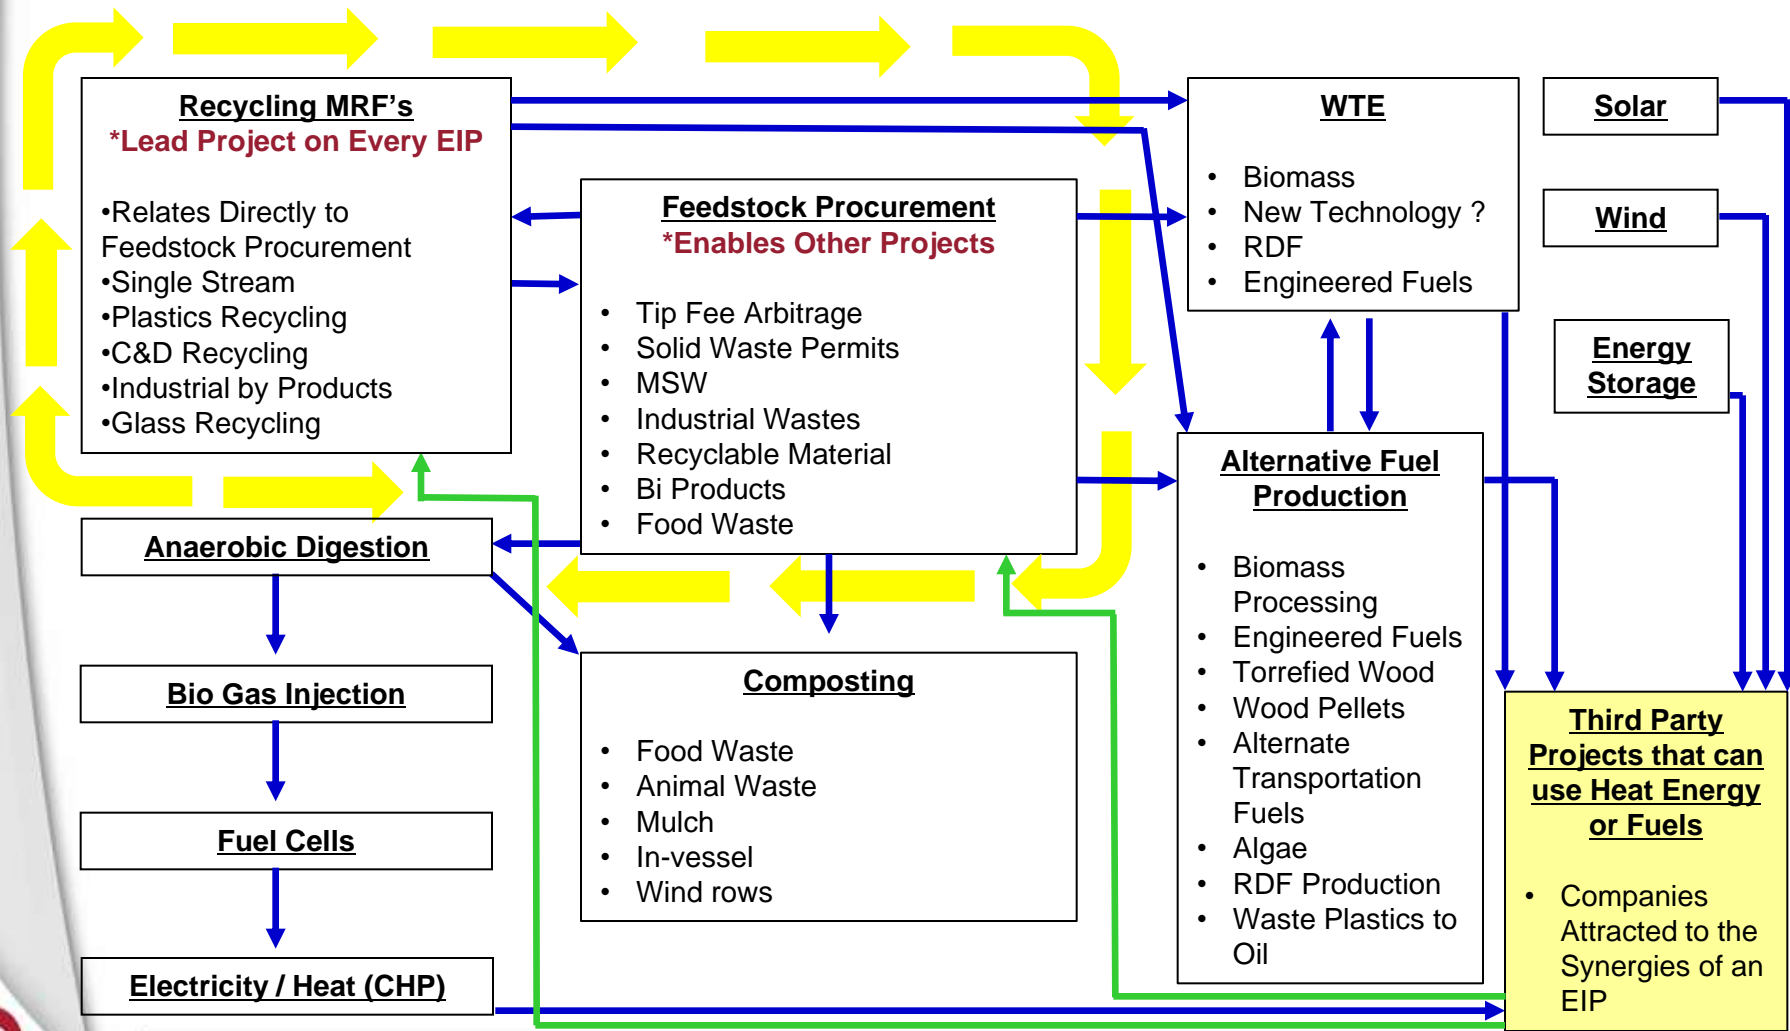 Recycling MRF's
*Lead Project on Every EIP
•Relates Directly to
Feedstock Procurement
•Single Stream
•Plastics Recycling
•C&D Recycling
•Industrial by Products
•Glass Recycling
Feedstock Procurement
*Enables Other Projects
• Tip Fee Arbitrage
• Solid Waste Permits
• MSW
• Industrial Wastes
• Recyclable Material
• Bi Products
• Food Waste
WTE
• Biomass
• New Technology ?
• RDF
• Engineered Fuels
Solar
Wind
Energy
Storage
Anaerobic Digestion
Bio Gas Injection
Fuel Cells
Electricity / Heat (CHP)
Composting
• Food Waste
• Animal Waste
• Mulch
• In-vessel
• Wind rows
Alternative Fuel
Production
• Biomass
Processing
• Engineered Fuels
• Torrefied Wood
• Wood Pellets
• Alternate
Transportation
Fuels
• Algae
• RDF Production
• Waste Plastics to
Oil
Third Party
Projects that can
use Heat Energy
or Fuels
• Companies
Attracted to the
Synergies of an
EIP